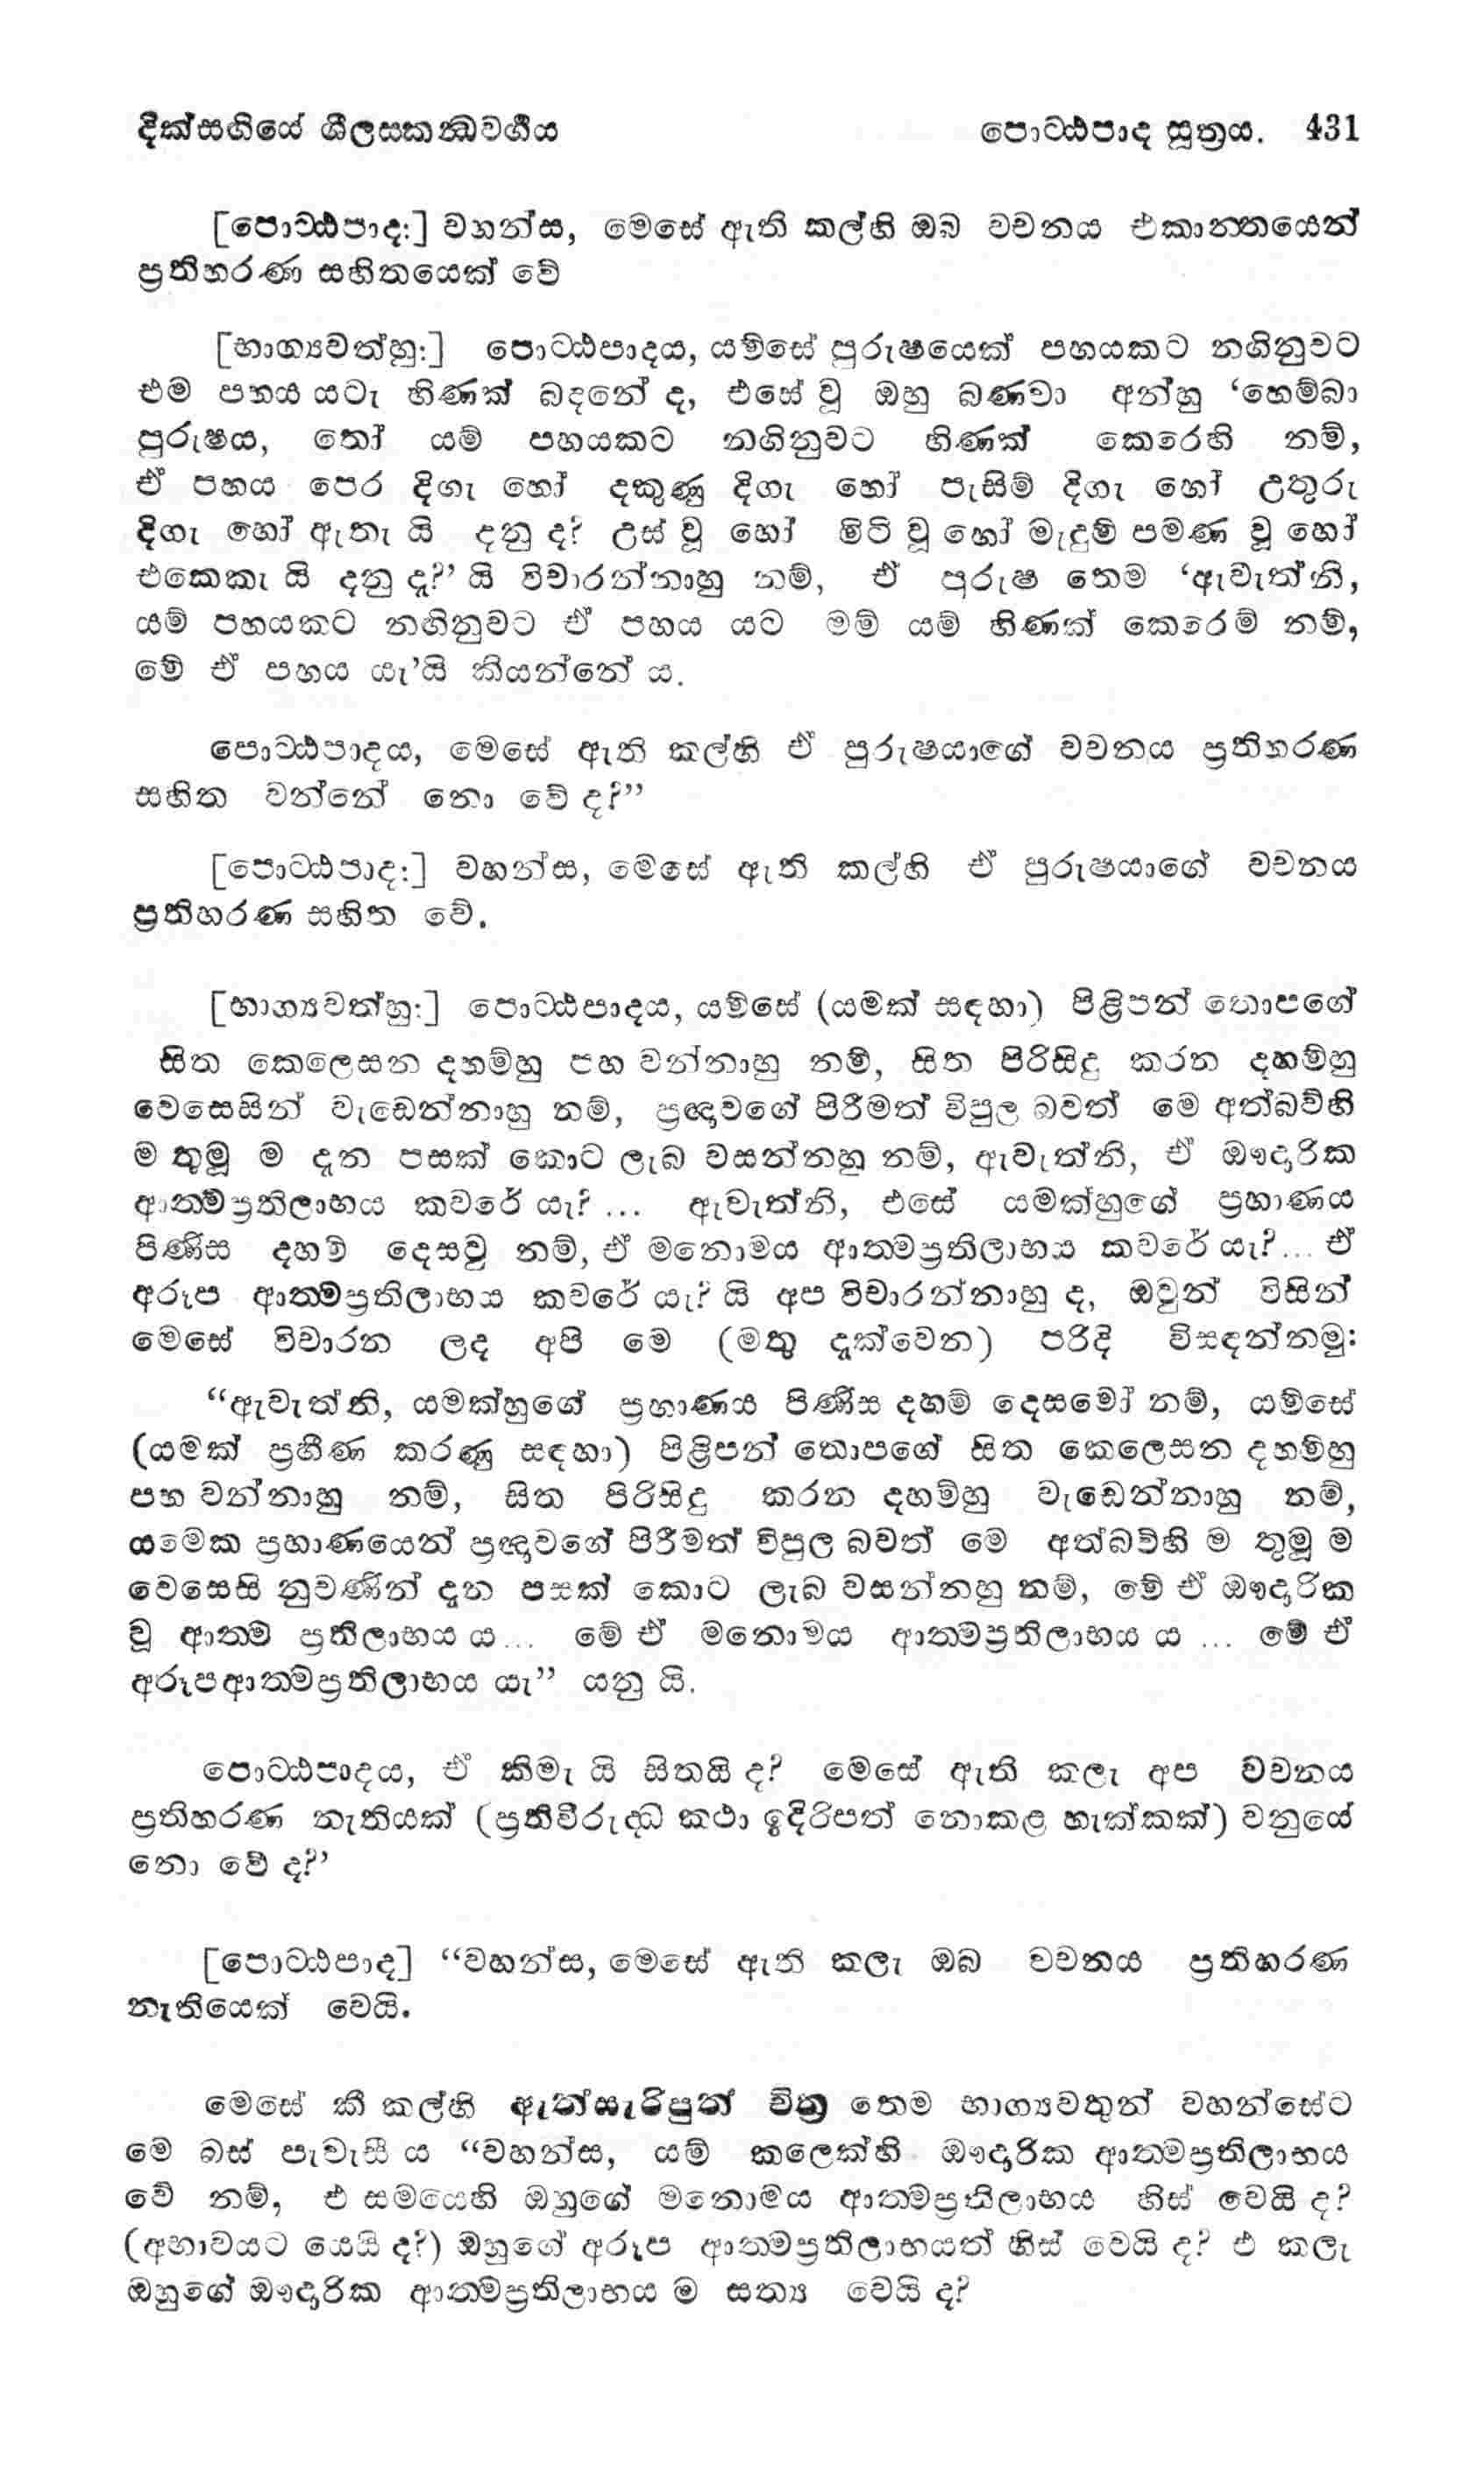 දික්සඟියේ ශීලස්කන්‍ධවර්‍ගය පොට්ඨපාද සූත්‍රය. 431
[පොට්ඨපාද:] වහන්ස, මෙසේ ඇති කල්හි ඔබ වචනය එකාන්තයෙන්
ප්‍රතිහරණ සහිතයෙක් වේ
[භාග්‍යවත්හු:] පොට්ඨපාදය, යම්සේ පුරුෂයෙක් පහයකට නගිනුවට
එම පහය යටැ හිණක් බදනේ ද, එසේ වූ ඔහු බණවා අන්හු ‘හෙම්බා
පුරුෂය, තෝ යම් පහයකට නගිනුවට හිණක් කෙරෙහි නම්,
ඒ පහය පෙර දිගැ හෝ දකුණු දිගැ හෝ පැසිම් දිගැ හෝ උතුරු
දිගැ හෝ ඇතැ යි දනු ද? උස් වූ හෝ මිටි වූ හෝ මැදුම් පමණ වූ හෝ
එකෙකැ යි දනු ද?’ යි විචාරන්නාහු නම්, ඒ පුරුෂ තෙම ‘ඇවැත්නි,
යම් පහයකට නඟිනුවට ඒ පහය යට මම් යම් හිණක් කෙරෙම් නම්,
මේ ඒ පහය යැ’යි කියන්නේ ය.
පොට්ඨපාදය, මෙසේ ඇති කල්හි ඒ පුරුෂයාගේ වචනය ප්‍රතිහරණ
සහිත වන්නේ නො වේ ද?”
[පොට්ඨපාද:] වහන්ස, මෙසේ ඇති කල්හි ඒ පුරුෂයාගේ වචනය
ප්‍රතිහරණ සහිත වේ.
[භාග්‍යවත්හු:] පොට්ඨපාදය, යම්සේ (යමක් සඳහා) පිළිපන් තොපගේ
සිත කෙලෙසන දහම්හු පහ වන්නාහු නම්, සිත පිරිසිදු කරන දහම්හු
වෙසෙසින් වැඩෙන්නාහු නම්, ප්‍රඥාවගේ පිරීමත් විපුල බවත් මෙ අත්බව්හි
ම තුමූ ම දැන පසක් කොට ලැබ වසන්නහු නම්, ඇවැත්නි, ඒ ඖදාරික
ආත්මප්‍රතිලාභය කවරේ යැ?... ඇවැත්නි, එසේ යමක්හුගේ ප්‍රහාණය
පිණිස දහම් දෙසවු නම්, ඒ මනොමය ආත්මප්‍රතිලාභය කවරේ යැ?... ඒ
අරූප ආත්මප්‍රතිලාභය කවරේ යැ? යි අප විචාරන්නාහු ද, ඔවුන් විසින්
මෙසේ විචාරන ලද අපි මෙ (මතු දැක්වෙන) පරිදි විසඳන්නමු:
“ඇවැත්නි, යමක්හුගේ ප්‍රහාණය පිණිස දහම් දෙසමෝ නම්, යම්සේ
(යමක් ප්‍රහීණ කරණු සඳහා) පිළිපන් තොපගේ සිත කෙලෙසන දහම්හු
පහ වන්නාහු නම්, සිත පිරිසිදු කරන දහම්හු වැඩෙන්නාහු නම්,
යමෙක ප්‍රහාණයෙන් ප්‍රඥාවගේ පිරීමත් විපුල බවත් මෙ අත්බව්හි ම තුමූ ම
වෙසෙසි නුවණින් දැන පසක් කොට ලැබ වසන්නහු නම්, මේ ඒ ඖදාරික
වූ ආත්ම ප්‍රතිලාභය ය... මේ ඒ මනොමය ආත්මප්‍රතිලාභය ය ... මේ ඒ
අරූපආත්මප්‍රතිලාභය යැ” යනු යි.
පොට්ඨපාදය, ඒ කිමැ යි සිතයි ද? මෙසේ ඇති කලැ අප වචනය
ප්‍රතිහරණ නැතියක් (ප්‍රතිවිරුද්ධ කථා ඉදිරිපත් නොකළ හැක්කක්) වනුයේ
නො වේ ද?’
[පොට්ඨපාද] “වහන්ස, මෙසේ ඇති කලැ ඔබ වචනය ප්‍රතිහරණ
නැතියෙක් වෙයි.
මෙසේ කී කල්හි ඇත්සැරිපුත් චිත්‍ර තෙම භාග්‍යවතුන් වහන්සේට
මෙ බස් පැවැසී ය “වහන්ස, යම් කලෙක්හි ඖදාරික ආත්මප්‍රතිලාභය
වේ නම්, එ සමයෙහි ඔහුගේ මනොමය ආත්මප්‍රතිලාභය හිස් වෙයි ද?
(අභාවයට යෙයි ද?) ඔහුගේ අරූප ආත්මප්‍රතිලාභයත් හිස් වෙයි ද? එ කලැ
ඔහුගේ ඖදාරික ආත්මප්‍රතිලාභය ම සත්‍ය වෙයි ද?